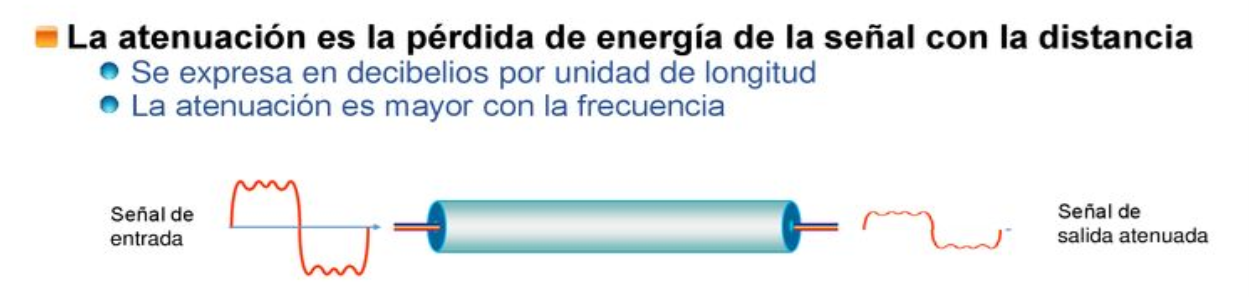 La atenuación es la pérdida de energía de la señal con la distancia
Se expresa en decibelios por unidad de longitud
La atenuación es mayor con la frecuencia
Señal de
entrada
Señal de
salida atenuada